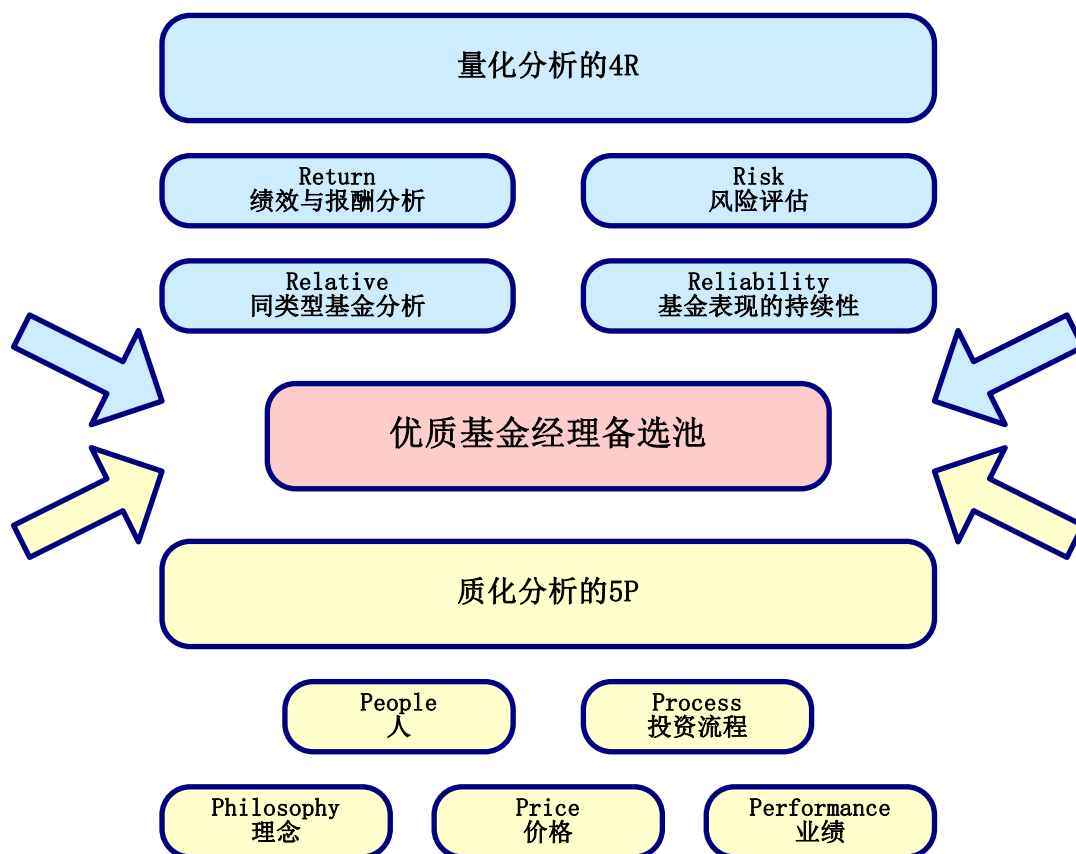 量化分析的4R
Return
绩效与报酬分析
Risk
风险评估
Relative
同类型基金分析
Reliability
基金表现的持续性
优质基金经理备选池
质化分析的5P
People
人
Process
投资流程
Philosophy
理念
Price
价格
Performance
业绩